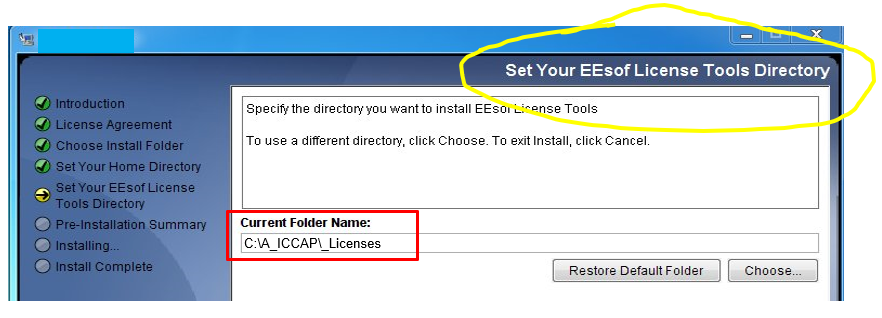 Set Your EEsof License Tools Directory
Introduction
License Agreement
Choose Install Folder
Set Your Home Directory
Set Your EEsof License
Tools Directory
Pre-Installation Summary
Installing...
Install Complete
Specify the directory you want to install EEsof License Tools
To use a different directory, click Choose. To exit Install, click Cancel.
Current Folder Name:
C:\A_ICCAP\_Licenses
Restore Default Folder
Choose...